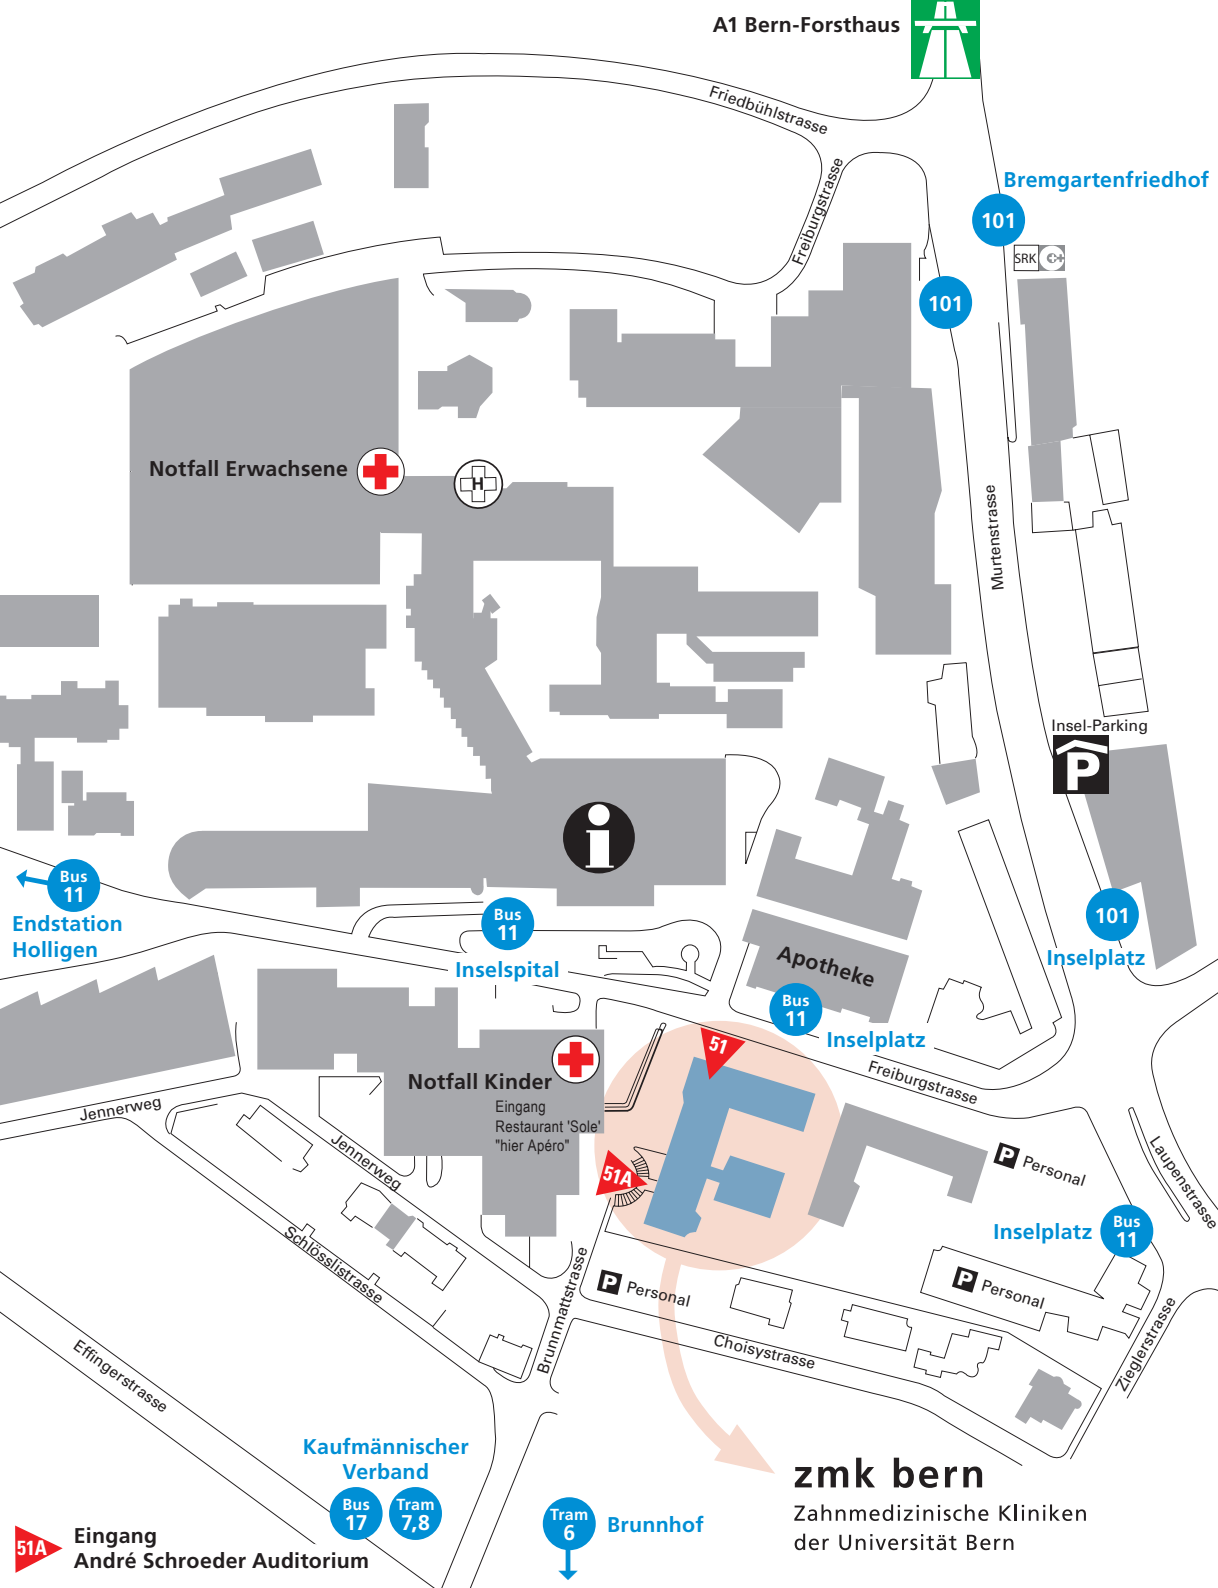 A1 Bern-Forsthaus
Friedbühlstrasse
Freiburgstrasse
Bremgartenfriedhof
101
SRK
101
Notfall Erwachsene
H
Murtenstrasse
Insel-Parking
P
i
Bus
11
Endstation
Holligen
Bus
11
Inselspital
101
Inselplatz
Apotheke
Bus
11
Inselplatz
51
Freiburgstrasse
Notfall Kinder
Eingang
Restaurant 'Sole'
"hier Apéro"
Jennerweg
Jennerweg
51A
P Personal
Laupenstrasse
Inselplatz
Bus
11
Schlösslistrasse
Brunnmattstrasse
P Personal
P Personal
Zieglerstrasse
Choisystrasse
Effingerstrasse
Kaufmännischer
Verband
Bus
17
Tram
7,8
Tram
6
Brunnhof
zmk bern
Zahnmedizinische Kliniken
der Universität Bern
51A
Eingang
André Schroeder Auditorium